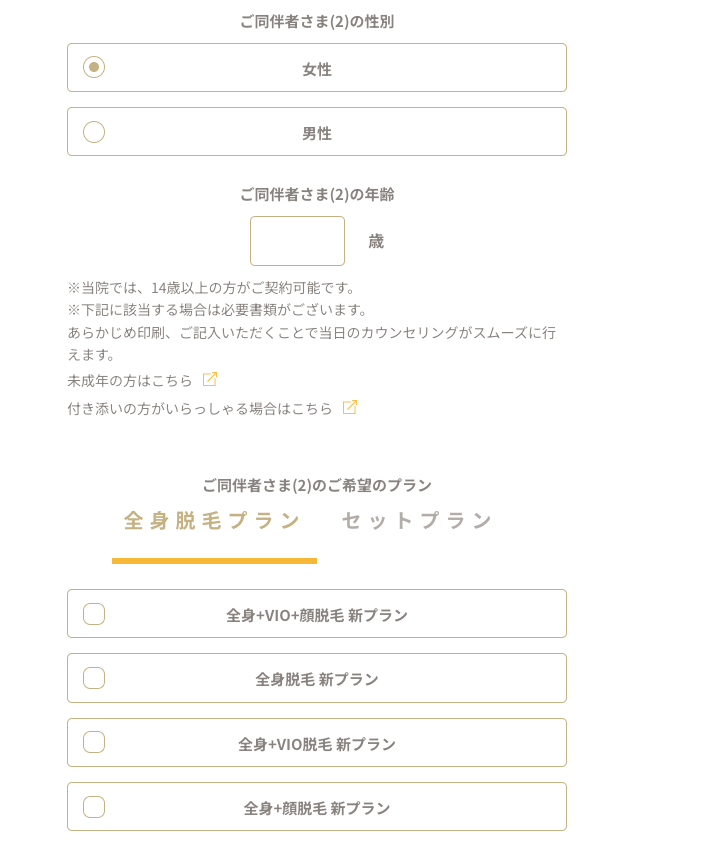 ご同伴者さま(2)の性別
女性
男性
ご同伴者さま(2)の年齢
歳
※当院では、14歳以上の方がご契約可能です。
※下記に該当する場合は必要書類がございます。
あらかじめ印刷、ご記入いただくことで当日のカウンセリングがスムーズに行
えます。
未成年の方はこちら
付き添いの方がいらっしゃる場合はこちら
ご同伴者さま(2)のご希望のプラン
全身脱毛プラン セットプラン
全身+VIO+顔脱毛 新プラン
全身脱毛 新プラン
全身+VIO脱毛 新プラン
全身+顔脱毛 新プラン